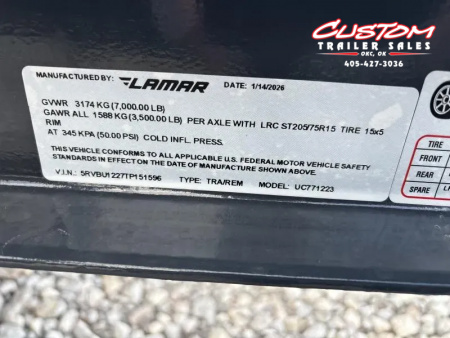 CUSTOM
TRAILER SALES
OKC, OK
405-427-3036
MANUFACTURED BY: LAMAR DATE: 1/14/2026
GVWR 3174 KG (7,000.00 LB)
GAWR ALL 1588 KG (3,500.00 LB) PER AXLE WITH LRC ST205/75R15 TIRE 15x5
RIM
AT 345 KPA (50.00 PSI) COLD INFL. PRESS.
THIS VEHICLE CONFORMS TO ALL APPLICABLE U.S. FEDERAL MOTOR VEHICLE SAFETY
STANDARDS IN EFFECT ON THE DATE OF MANUFACTURE SHOWN ABOVE
V.I.N.: 5RVBU1227TP151596 TYPE: TRA/REM MODEL: UC771223
TIRE
FRONT
REAR
SPARE